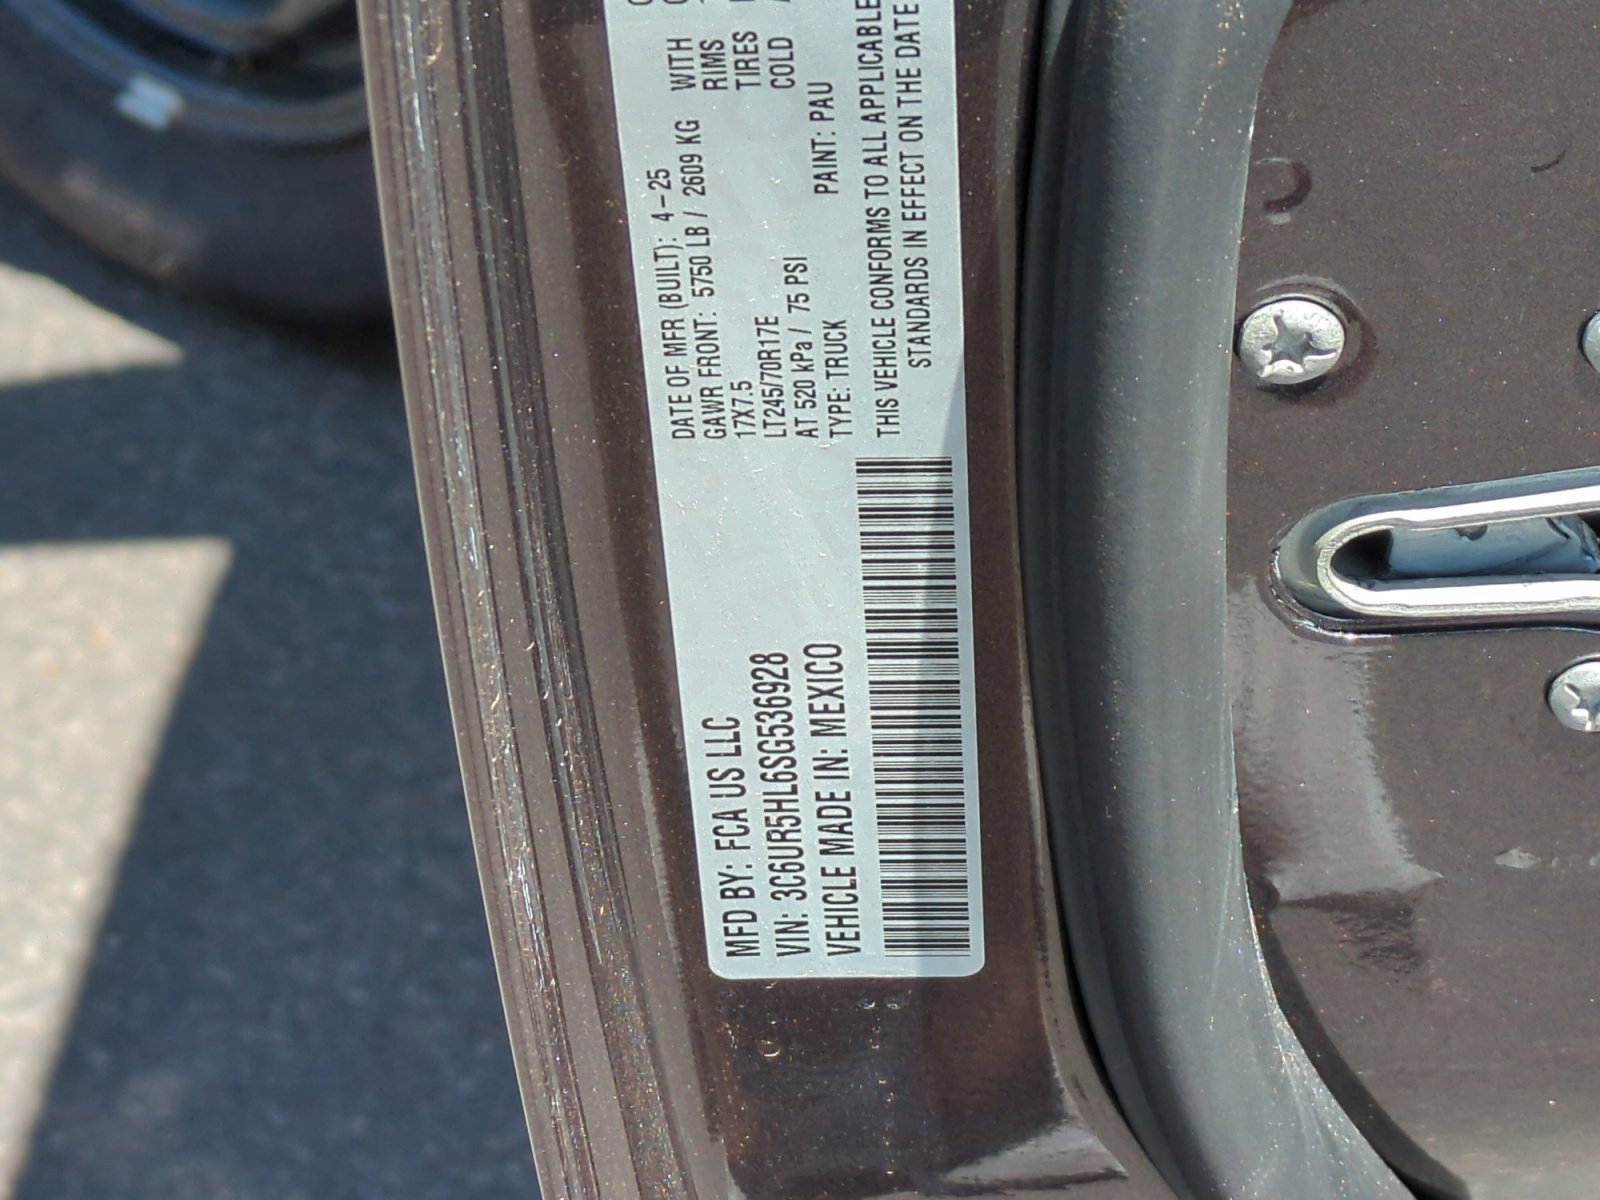 MFD BY: FCA US LLC
VIN: 3C6UR5HL6SG536928
VEHICLE MADE IN: MEXICO
DATE OF MFR (BUILT): 4-25
GAWR FRONT: 5750 LB / 2609 KG WITH
17X7.5 RIMS
LT245/70R17E TIRES
AT 520 kPa / 75 PSI COLD
TYPE: TRUCK PAINT: PAU
THIS VEHICLE CONFORMS TO ALL APPLICABLE
STANDARDS IN EFFECT ON THE DATE